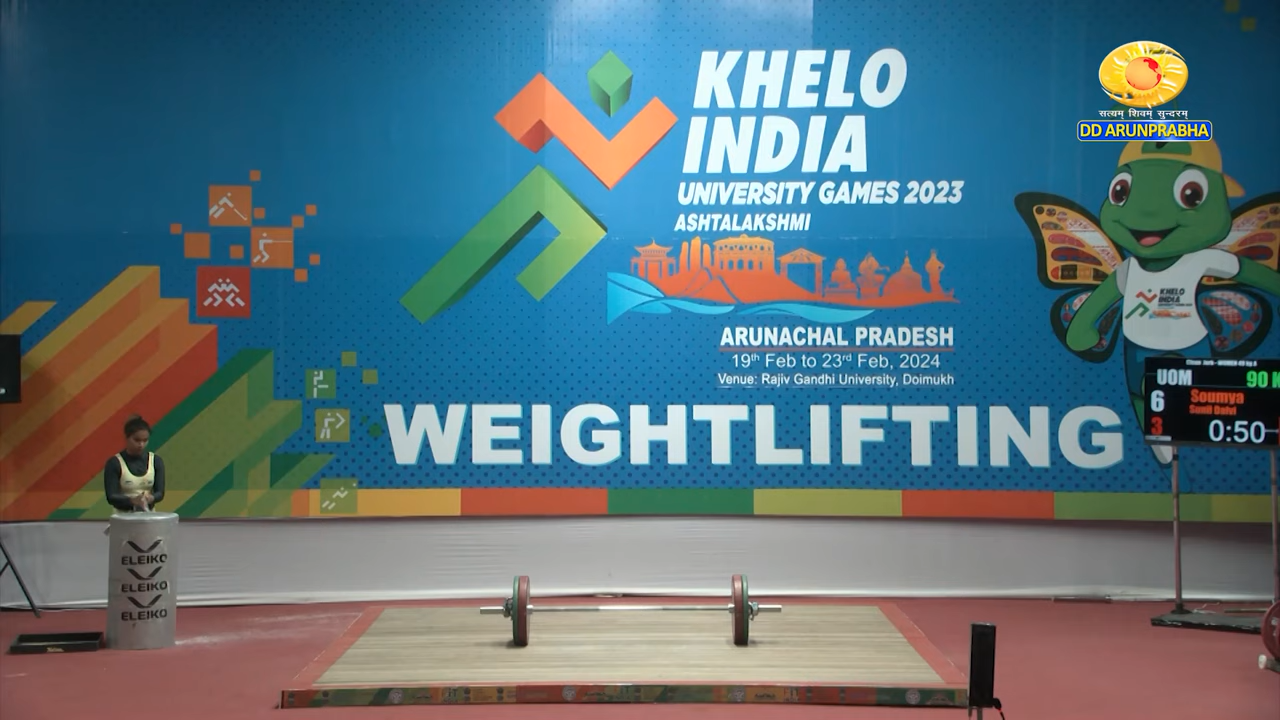 KHELO
INDIA
UNIVERSITY GAMES 2023
ASHTALAKSHMI
ARUNACHAL PRADESH
19th Feb to 23rd Feb, 2024
Venue: Rajiv Gandhi University, Doimukh
WEIGHTLIFTING
सत्यम् शिवम् सुन्दरम्
DD ARUNPRABHA
KHELO
INDIA
UOM 90 K
6 Soumya
Sunil Dalvi
3 0:50
ELEIKO
ELEIKO
ELEIKO